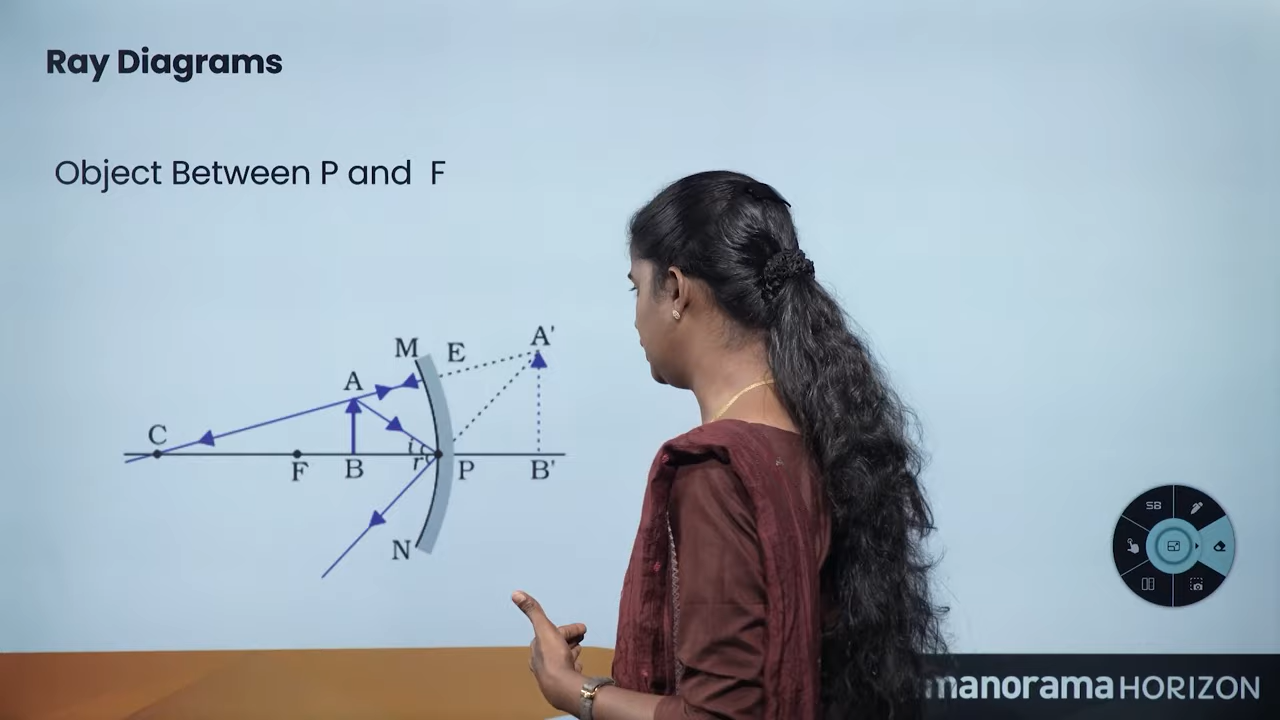 Ray Diagrams
Object Between P and F
M
E
A'
A
C
i
r
F
B
P
B'
N
SB
manorama HORIZON